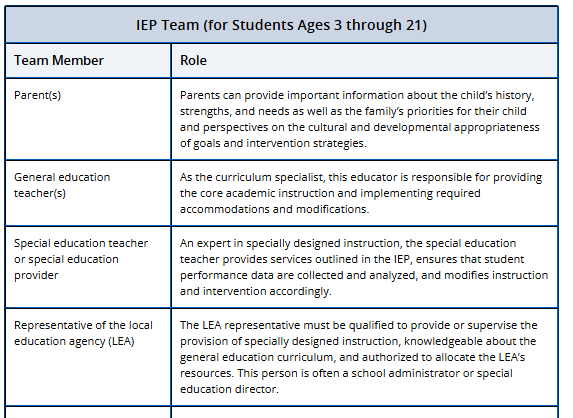 IEP Team (for Students Ages 3 through 21)
Team Member
Role
Parent(s)
Parents can provide important information about the child’s history,
strengths, and needs as well as the family’s priorities for their child
and perspectives on the cultural and developmental appropriateness
of goals and intervention strategies.
General education
teacher(s)
As the curriculum specialist, this educator is responsible for providing
the core academic instruction and implementing required
accommodations and modifications.
Special education teacher
or special education
provider
An expert in specially designed instruction, the special education
teacher provides services outlined in the IEP, ensures that student
performance data are collected and analyzed, and modifies instruction
and intervention accordingly.
Representative of the local
education agency (LEA)
The LEA representative must be qualified to provide or supervise the
provision of specially designed instruction, knowledgeable about the
general education curriculum, and authorized to allocate the LEA’s
resources. This person is often a school administrator or special
education director.